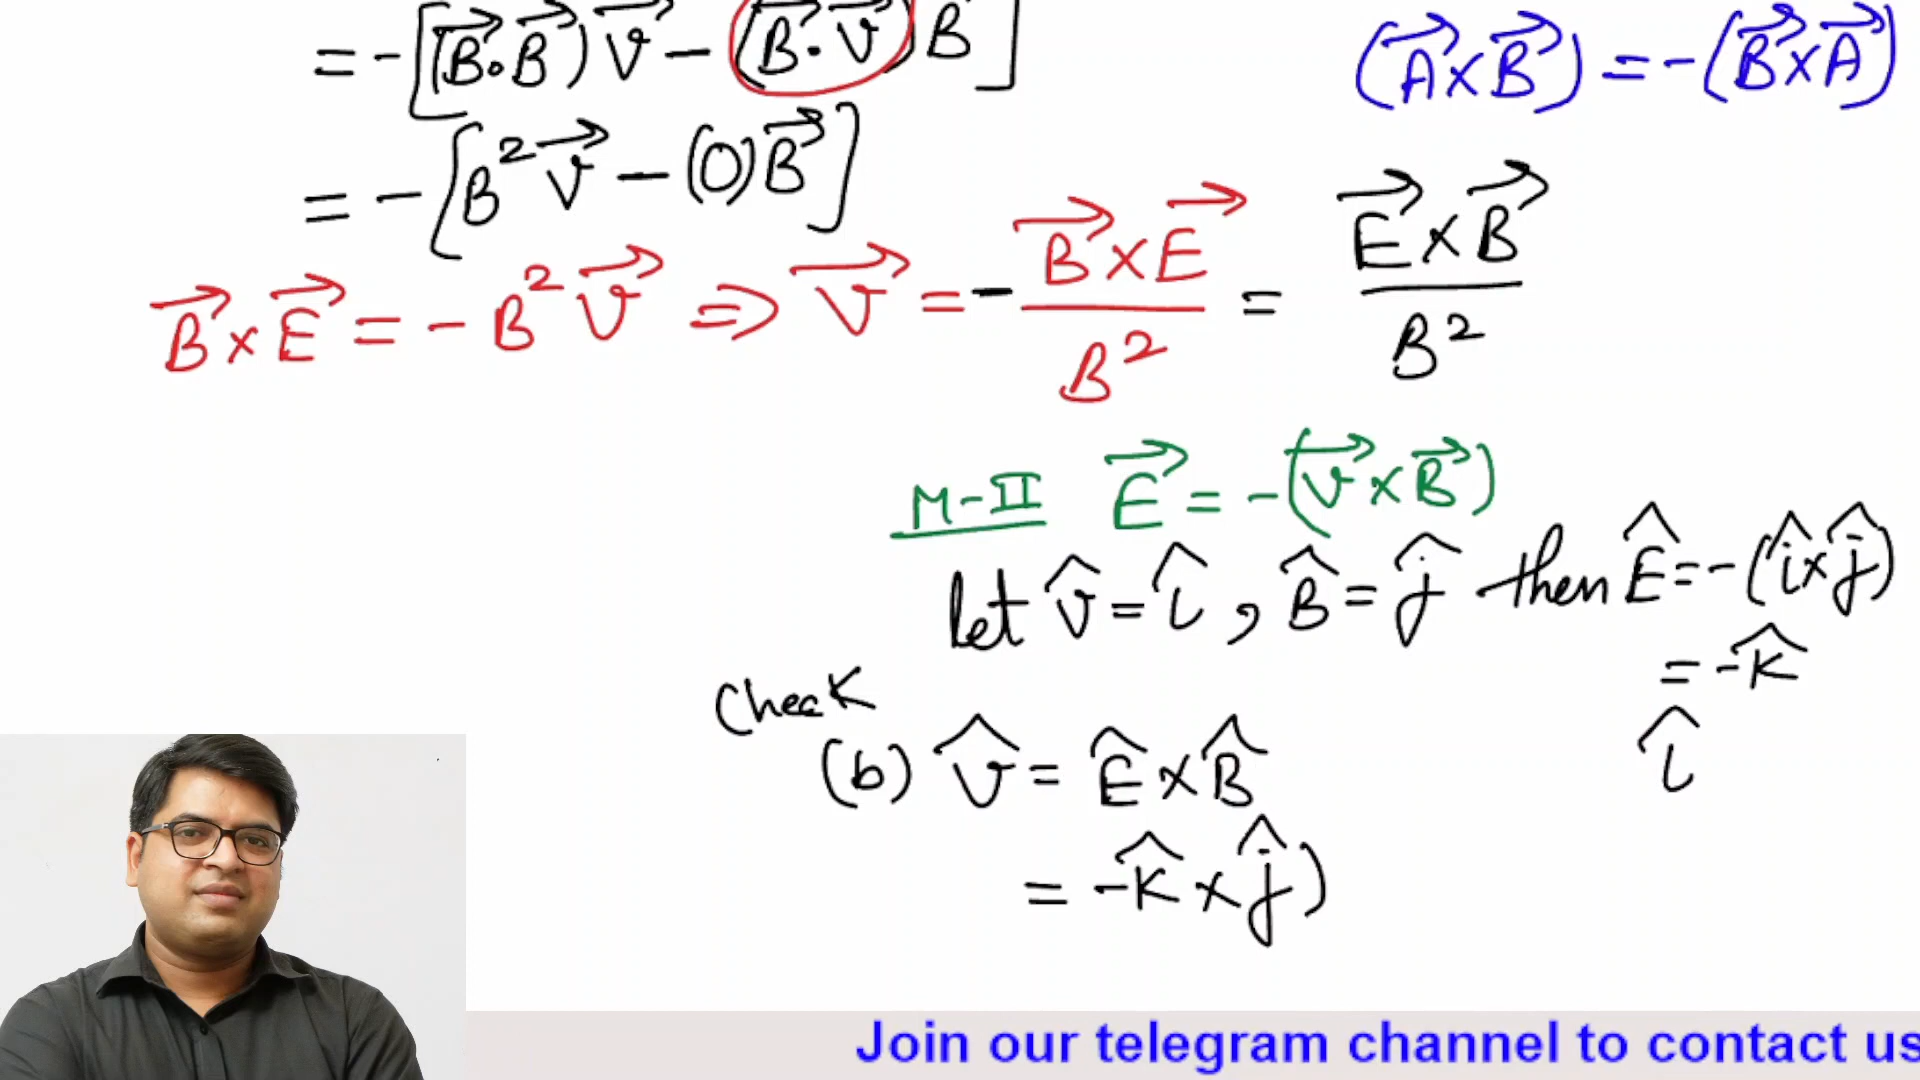 = -[(B⃗·B⃗)v⃗ - (B⃗·v⃗)B]
(A⃗×B⃗) = -(B⃗×A⃗)
= -[B²v⃗ - (0)B⃗]
B⃗×E⃗ = -B²v⃗ ⇒ v⃗ = -B⃗×E⃗/B² = E⃗×B⃗/B²
M-II E⃗ = -(v⃗×B⃗)
let v̂ = î, B̂ = ĵ then Ê = -(î×ĵ)
= -k̂
Check
î
(b) v̂ = Ê×B̂
= -k̂×ĵ)
Join our telegram channel to contact us